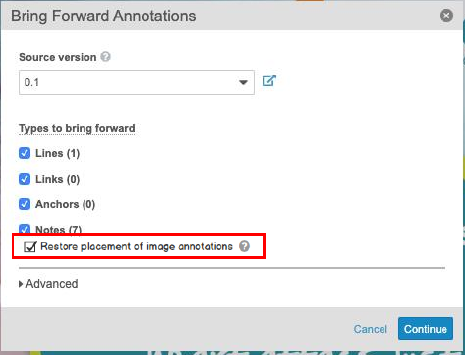 Bring Forward Annotations
Source version
0.1
Types to bring forward
Lines (1)
Links (0)
Anchors (0)
Notes (7)
Restore placement of image annotations
Advanced
Cancel
Continue